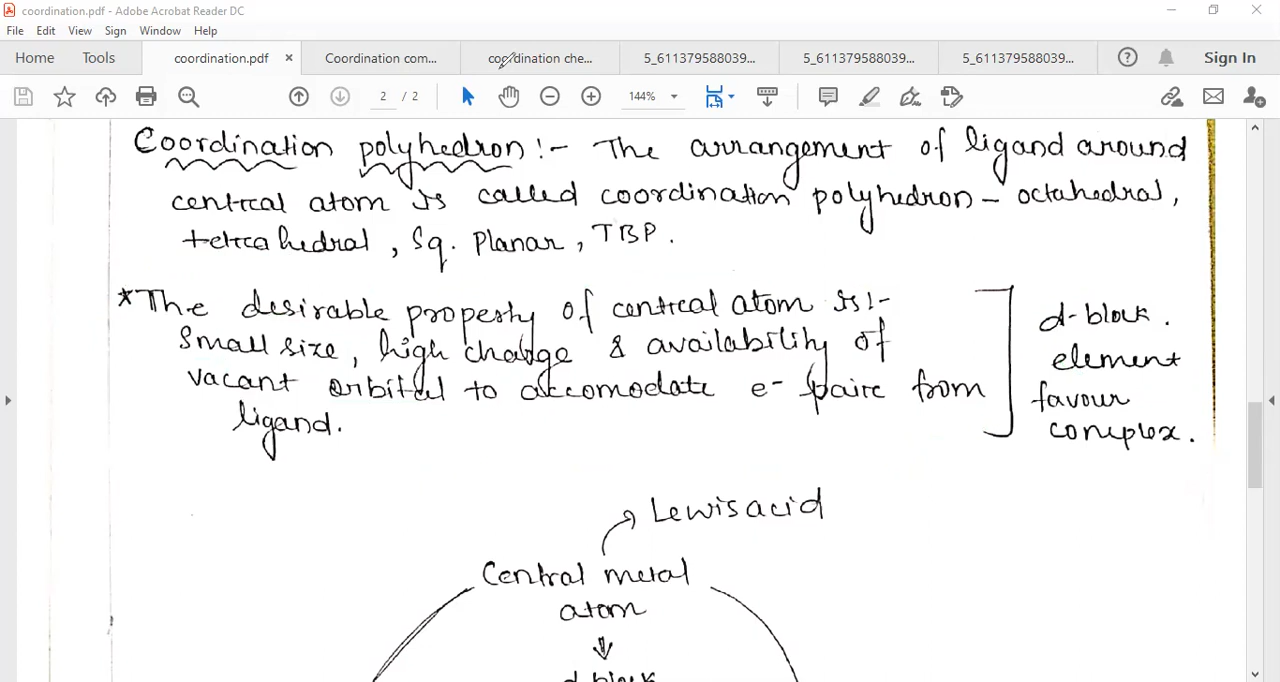 coordination.pdf - Adobe Acrobat Reader DC
File Edit View Sign Window Help
Home Tools coordination.pdf × Coordination com... coordination che... 5_611379588039... 5_611379588039... 5_611379588039... Sign In
2 / 2 144%
Coordination polyhedron :- The arrangement of ligand around
central atom is called coordination polyhedron - octahedral,
tetrahedral, Sq. Planar, TBP.
*The desirable property of central atom is :-
Small size, high charge & availability of
vacant orbital to accomodate e- pair from
ligand.
d-block.
element
favour
complex.
Lewis acid
Central metal
atom
d block